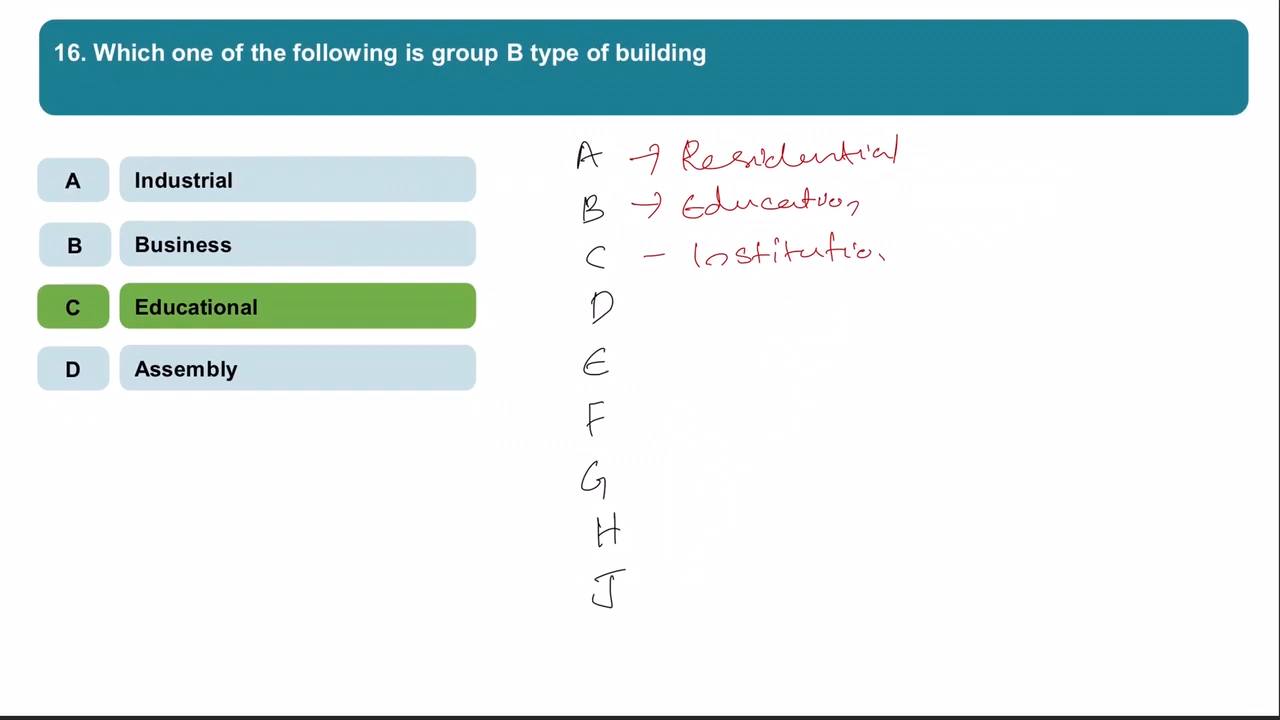 16. Which one of the following is group B type of building
A Industrial
B Business
C Educational
D Assembly
A → Residential
B → Education
C - Institution
D
E
F
G
H
J